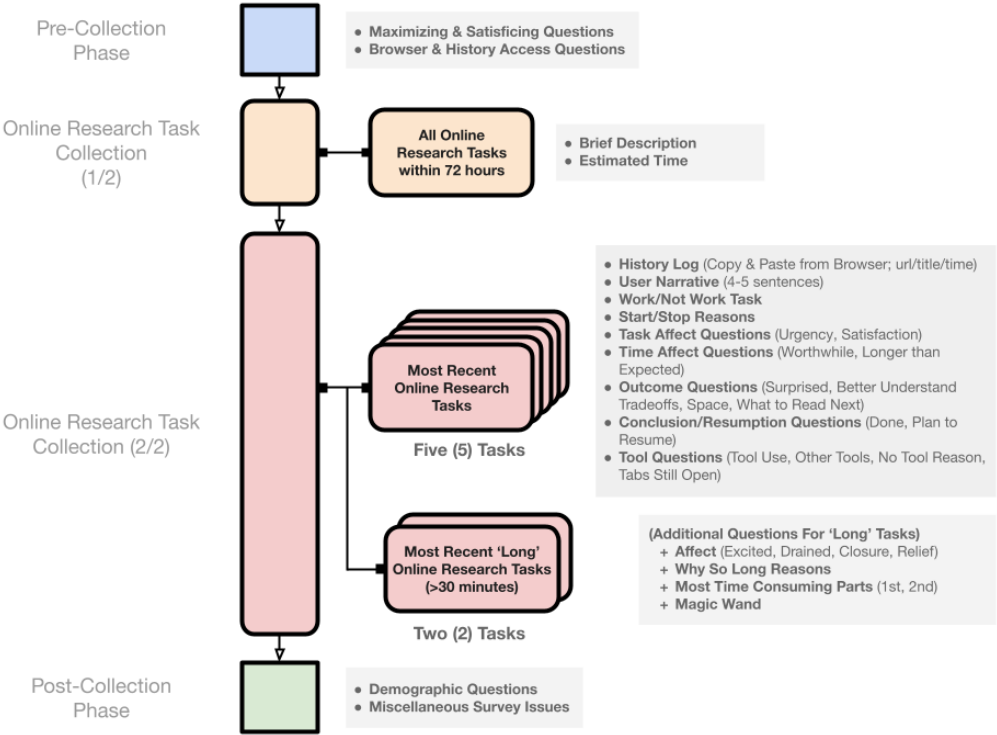 Pre-Collection
Phase
● Maximizing & Satisficing Questions
● Browser & History Access Questions
Online Research Task
Collection
(1/2)
All Online
Research Tasks
within 72 hours
● Brief Description
● Estimated Time
Online Research Task
Collection (2/2)
Most Recent
Online Research
Tasks
Five (5) Tasks
● History Log (Copy & Paste from Browser; url/title/time)
● User Narrative (4-5 sentences)
● Work/Not Work Task
● Start/Stop Reasons
● Task Affect Questions (Urgency, Satisfaction)
● Time Affect Questions (Worthwhile, Longer than
Expected)
● Outcome Questions (Surprised, Better Understand
Tradeoffs, Space, What to Read Next)
● Conclusion/Resumption Questions (Done, Plan to
Resume)
● Tool Questions (Tool Use, Other Tools, No Tool Reason,
Tabs Still Open)
Most Recent ‘Long’
Online Research Tasks
(>30 minutes)
Two (2) Tasks
(Additional Questions For ‘Long’ Tasks)
+ Affect (Excited, Drained, Closure, Relief)
+ Why So Long Reasons
+ Most Time Consuming Parts (1st, 2nd)
+ Magic Wand
Post-Collection
Phase
● Demographic Questions
● Miscellaneous Survey Issues